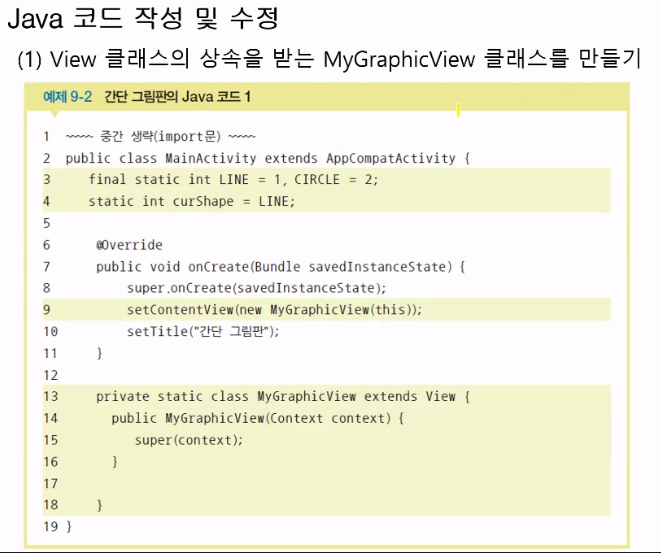 Java 코드 작성 및 수정
(1) View 클래스의 상속을 받는 MyGraphicView 클래스를 만들기
예제 9-2 간단 그림판의 Java 코드 1
1 ~~~~ 중간 생략(import문) ~~~~
2 public class MainActivity extends AppCompatActivity {
3 final static int LINE = 1, CIRCLE = 2;
4 static int curShape = LINE;
5
6 @Override
7 public void onCreate(Bundle savedInstanceState) {
8 super.onCreate(savedInstanceState);
9 setContentView(new MyGraphicView(this));
10 setTitle("간단 그림판");
11 }
12
13 private static class MyGraphicView extends View {
14 public MyGraphicView(Context context) {
15 super(context);
16 }
17
18 }
19 }